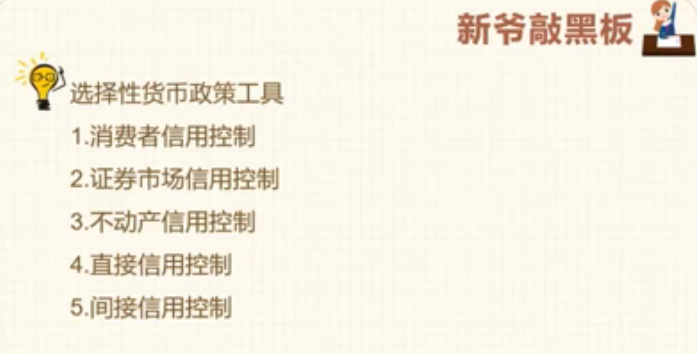 新爷敲黑板
选择性货币政策工具
1.消费者信用控制
2.证券市场信用控制
3.不动产信用控制
4.直接信用控制
5.间接信用控制